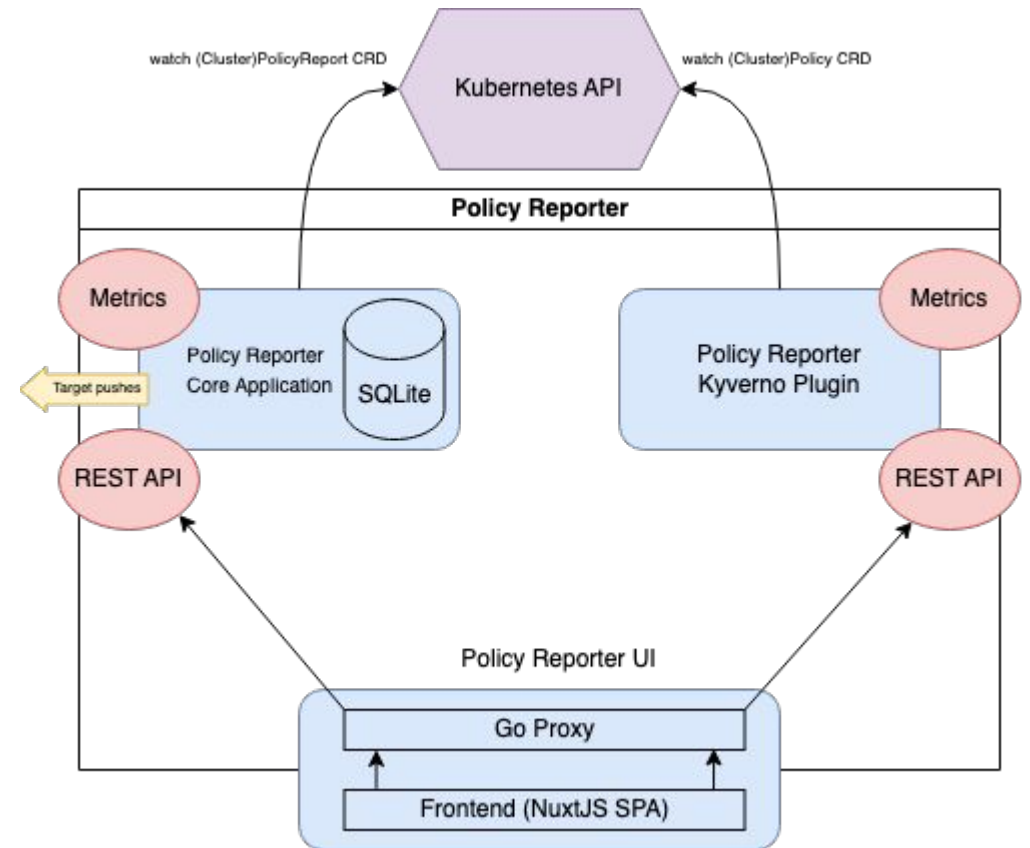 watch (Cluster)PolicyReport CRD
watch (Cluster)Policy CRD
Kubernetes API
Policy Reporter
Metrics
Metrics
Policy Reporter
Core Application
SQLite
Policy Reporter
Kyverno Plugin
Target pushes
REST API
REST API
Policy Reporter UI
Go Proxy
Frontend (NuxtJS SPA)